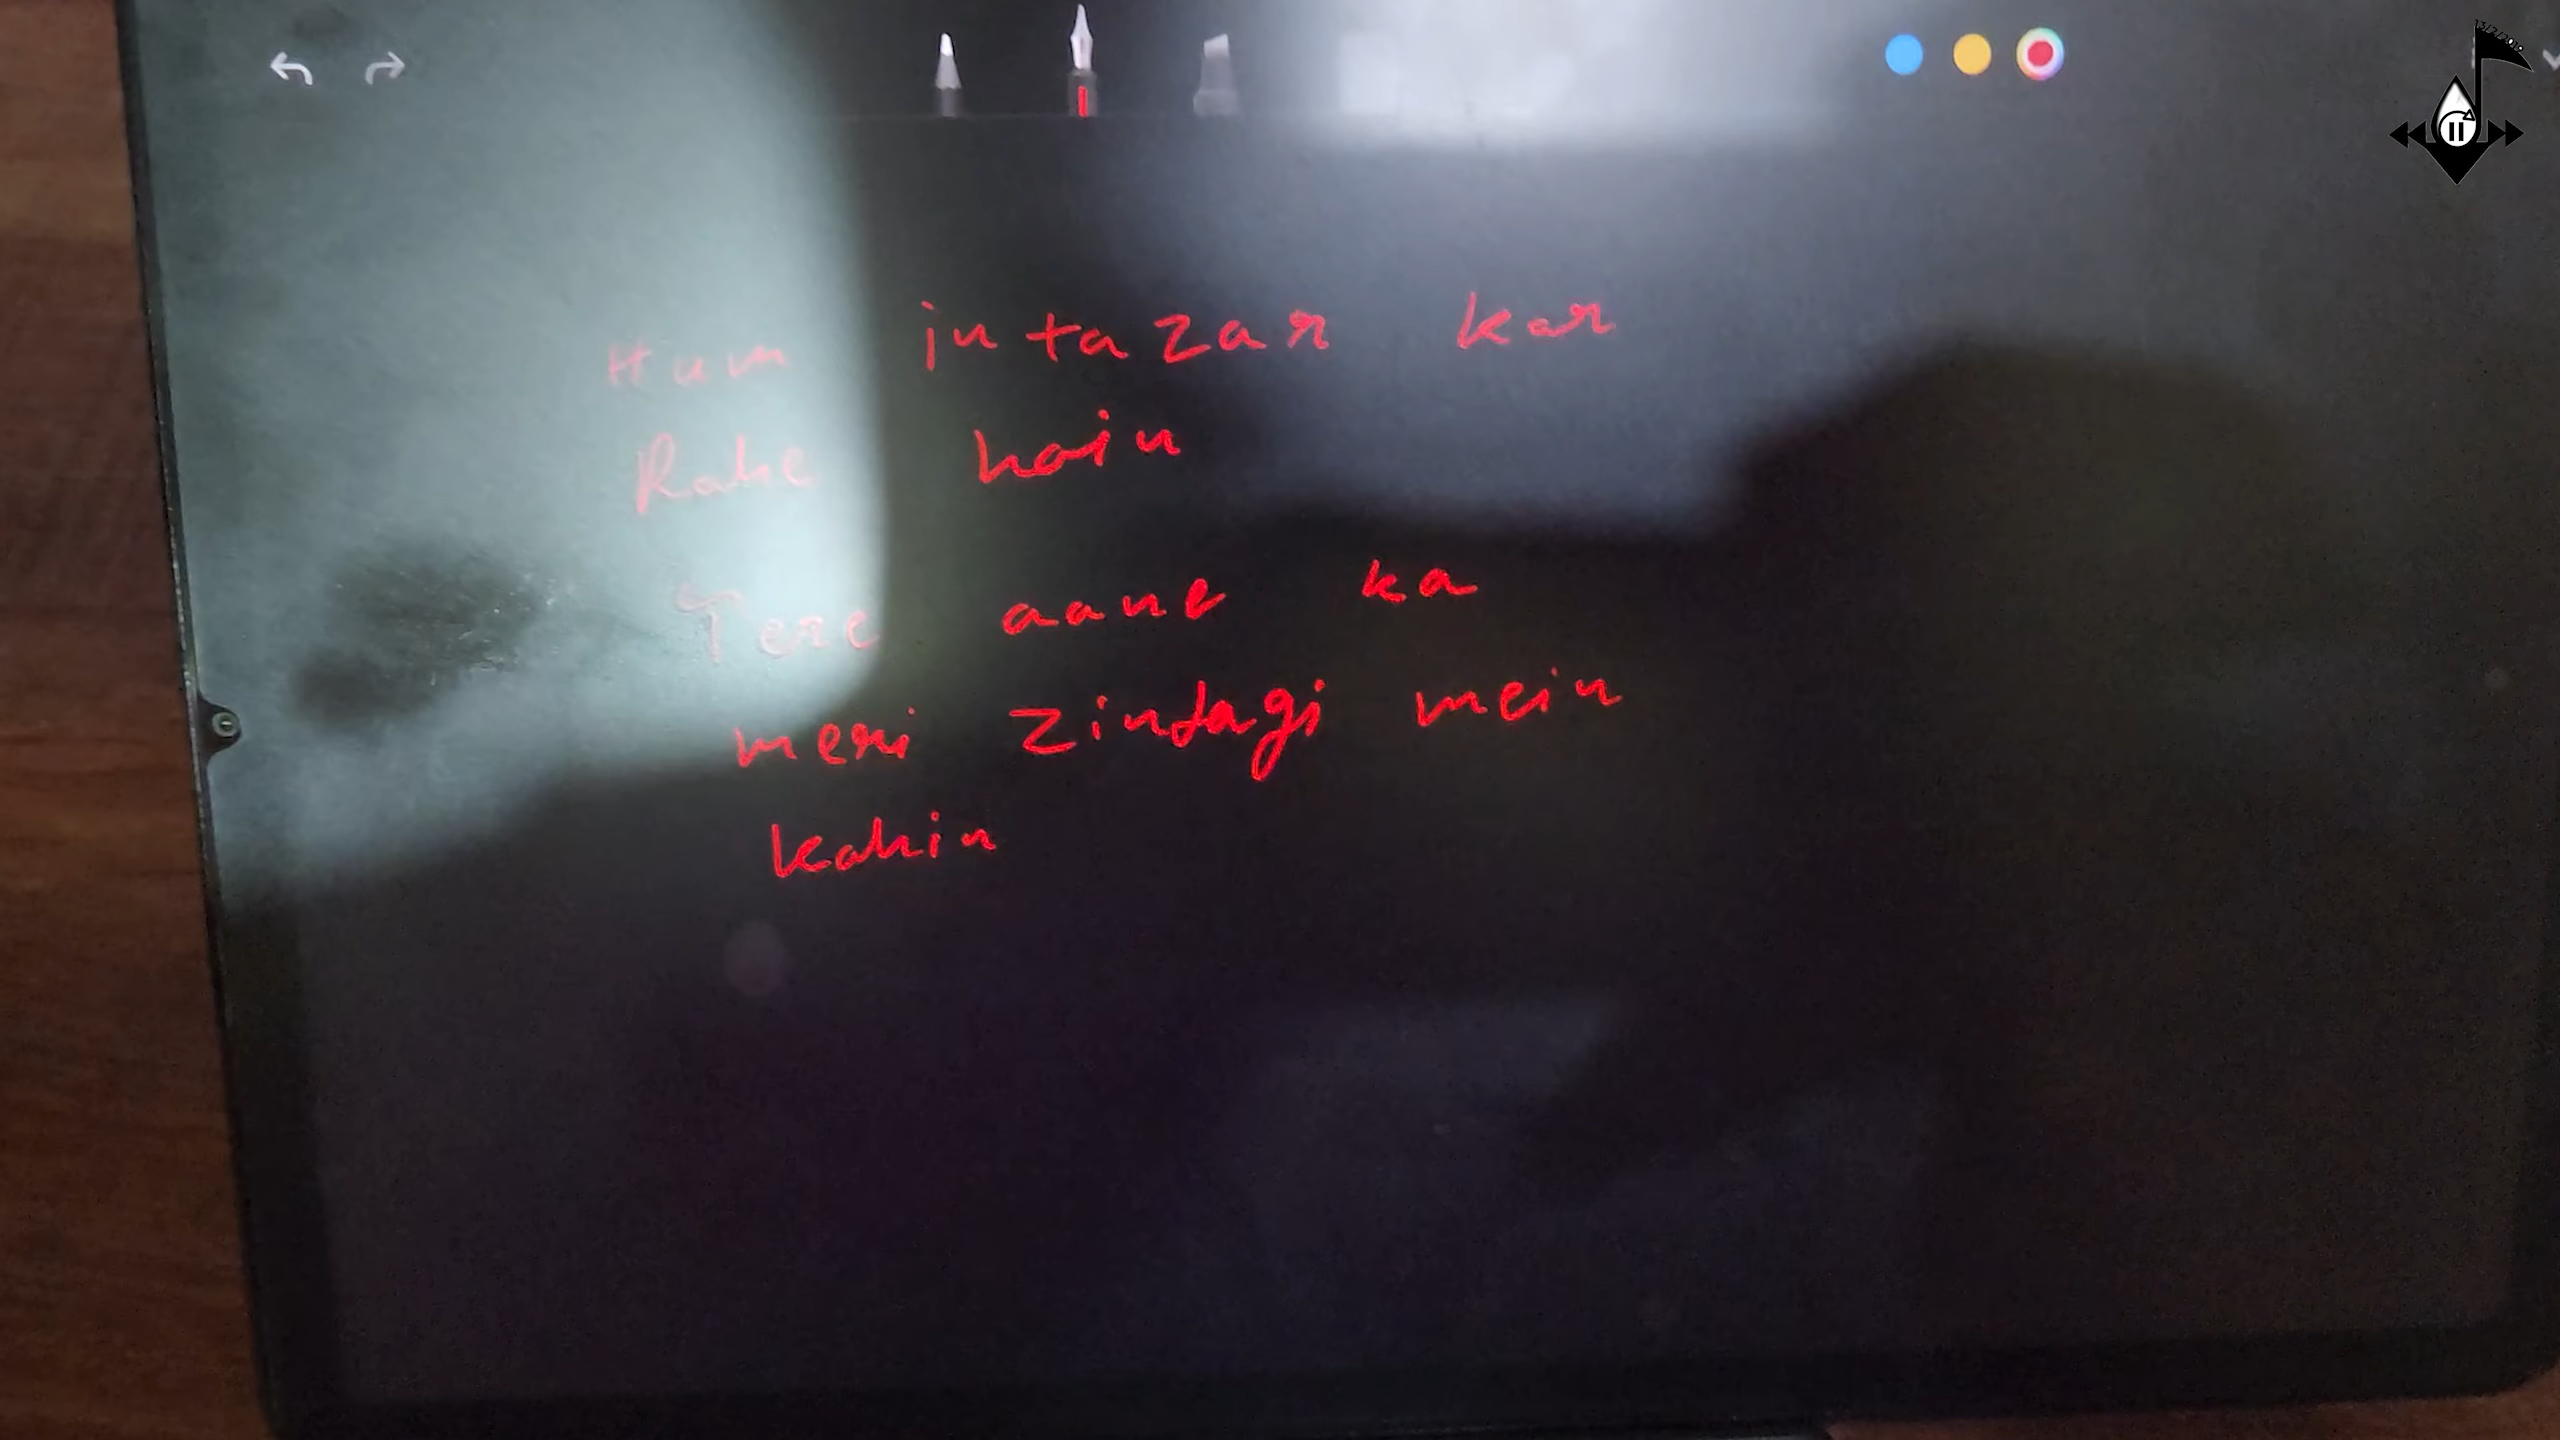 Hum intazar kar
Rahe hain
Tere aane ka
meri zindagi mein
kahin